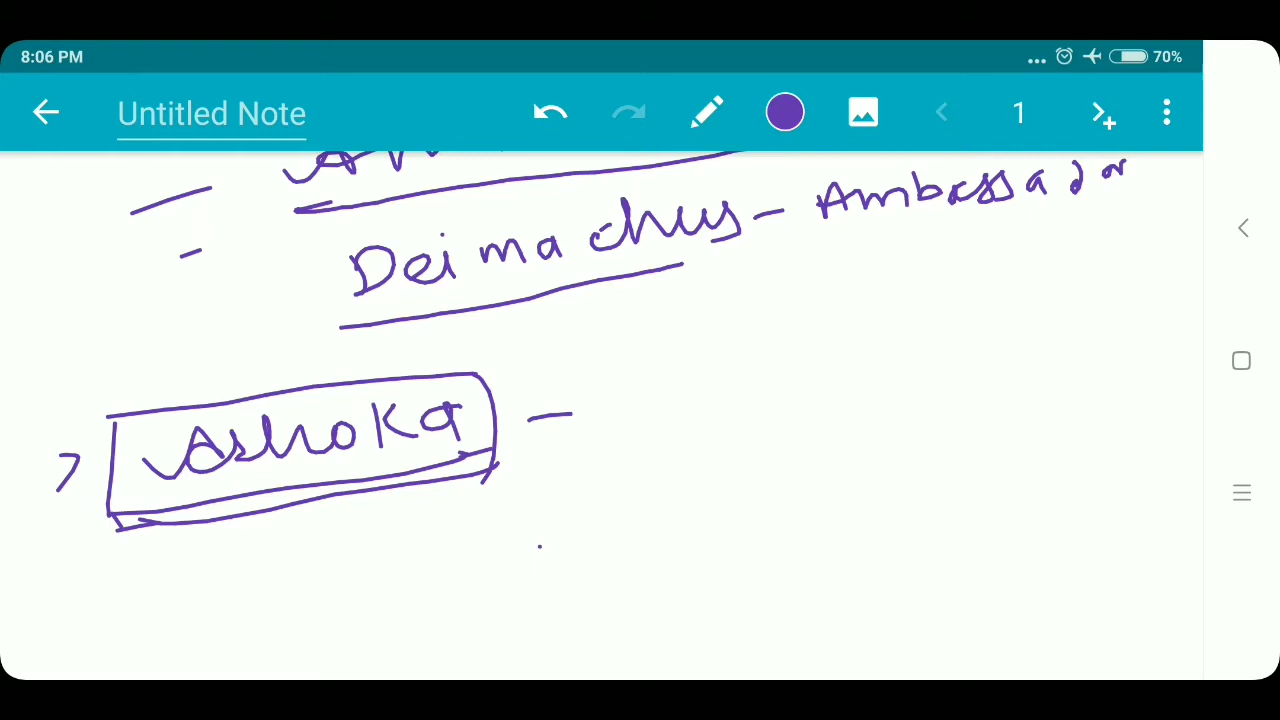 8:06 PM 70%
Untitled Note 1
- Deimachus - Ambassador
> Ashoka -